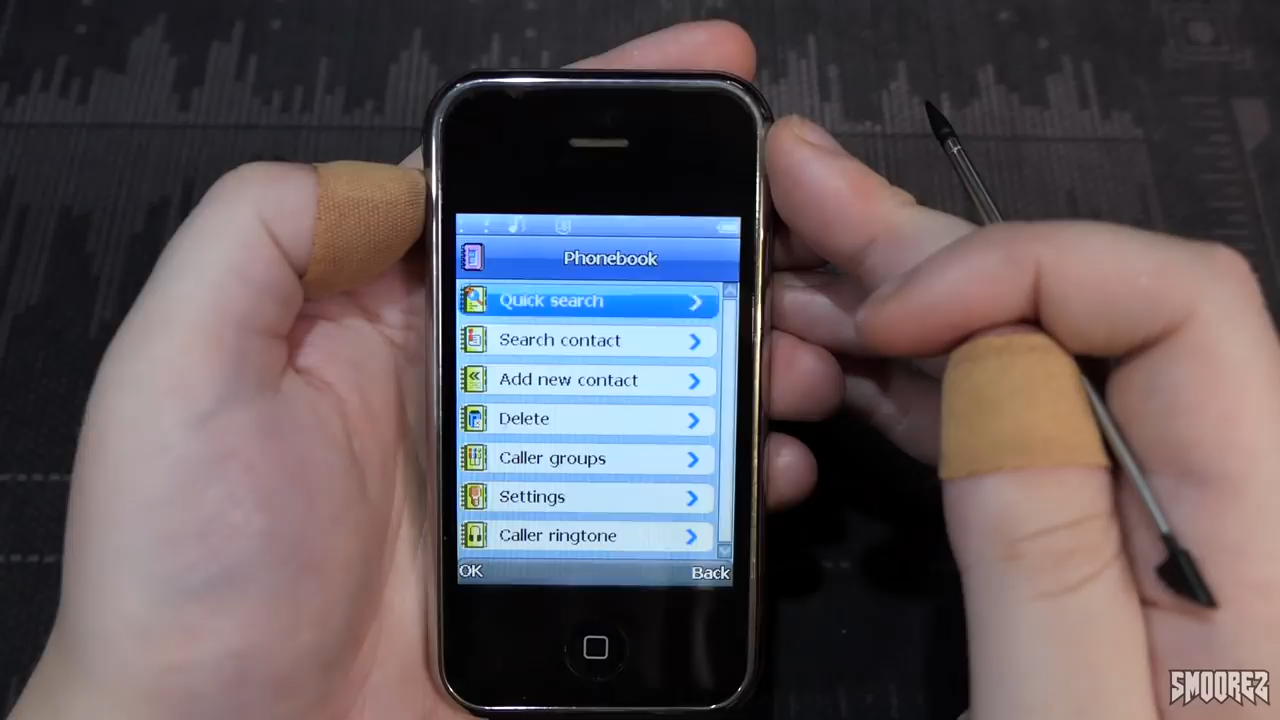 Phonebook
Quick search
Search contact
Add new contact
Delete
Caller groups
Settings
Caller ringtone
OK Back
SMOOREZ